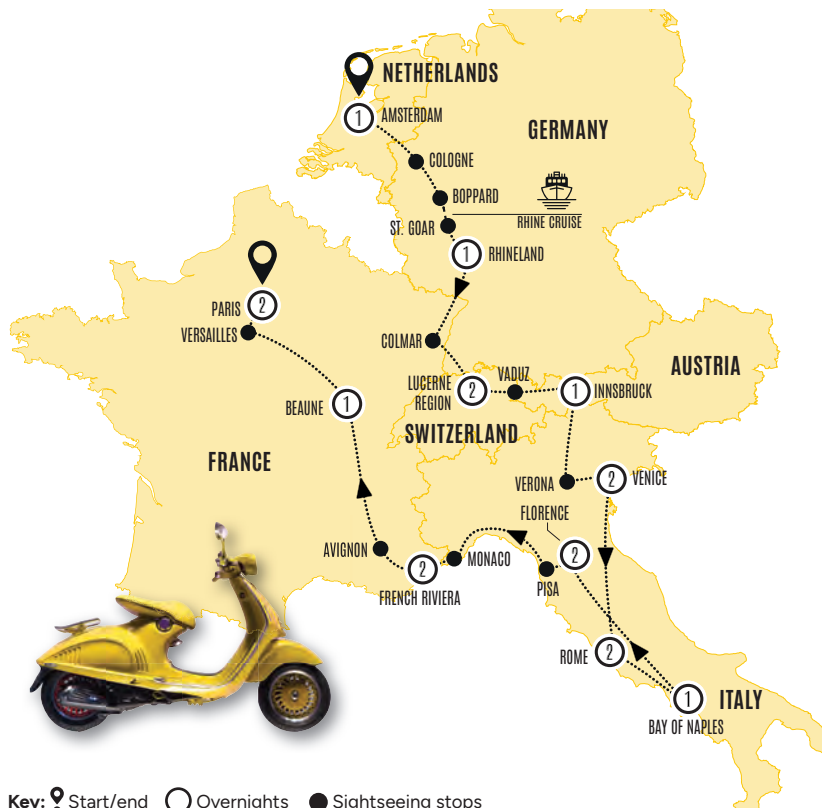 NETHERLANDS
1 AMSTERDAM
GERMANY
COLOGNE
BOPPARD
RHINE CRUISE
ST. GOAR
1 RHINELAND
PARIS 2
VERSAILLES
COLMAR
AUSTRIA
LUCERNE
REGION
2
VADUZ
1 INNSBRUCK
BEAUNE 1
SWITZERLAND
FRANCE
VERONA
2 VENICE
FLORENCE
2
AVIGNON
MONACO
2
FRENCH RIVIERA
PISA
ROME 2
1
ITALY
BAY OF NAPLES
Key: Start/end Overnights Sightseeing stops